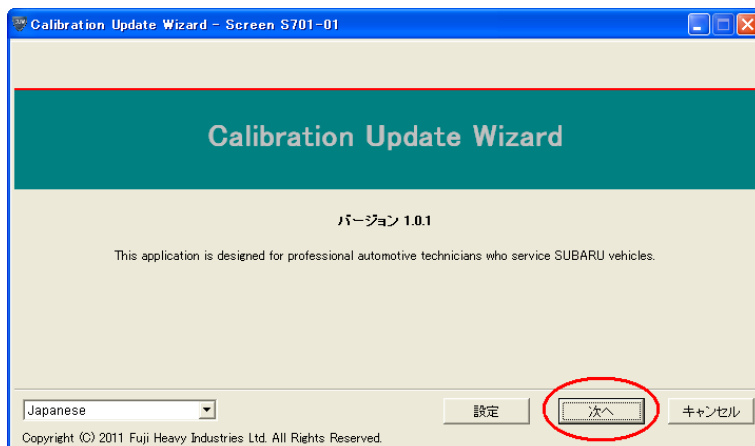 Calibration Update Wizard - Screen S701-01
Calibration Update Wizard
バージョン 1.0.1
This application is designed for professional automotive technicians who service SUBARU vehicles.
Japanese
設定
次へ
キャンセル
Copyright (C) 2011 Fuji Heavy Industries Ltd. All Rights Reserved.